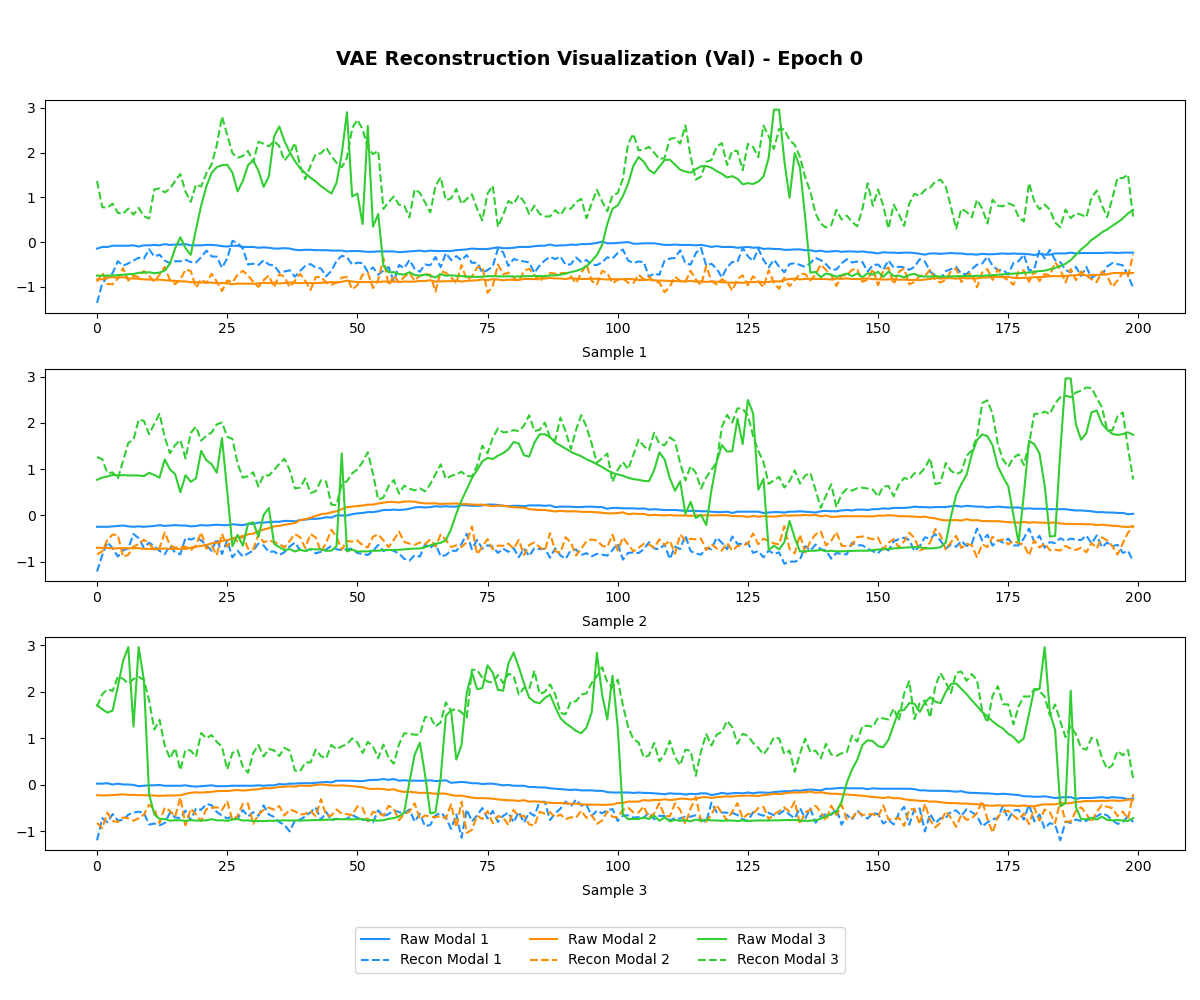 VAE Reconstruction Visualization (Val) - Epoch 0
3
2
1
0
−1
0 25 50 75 100 125 150 175 200
Sample 1
3
2
1
0
−1
0 25 50 75 100 125 150 175 200
Sample 2
3
2
1
0
−1
0 25 50 75 100 125 150 175 200
Sample 3
Raw Modal 1 Raw Modal 2 Raw Modal 3
Recon Modal 1 Recon Modal 2 Recon Modal 3